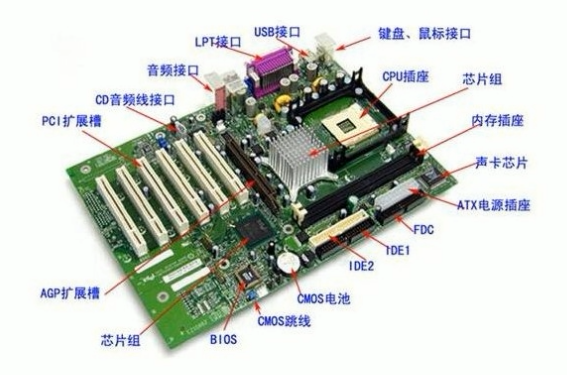 USB接口
键盘、鼠标接口
LPT接口
音频接口
CPU插座
芯片组
CD音频线接口
PCI扩展槽
内存插座
声卡芯片
ATX电源插座
FDC
IDE1
IDE2
AGP扩展槽
CMOS电池
CMOS跳线
BIOS
芯片组